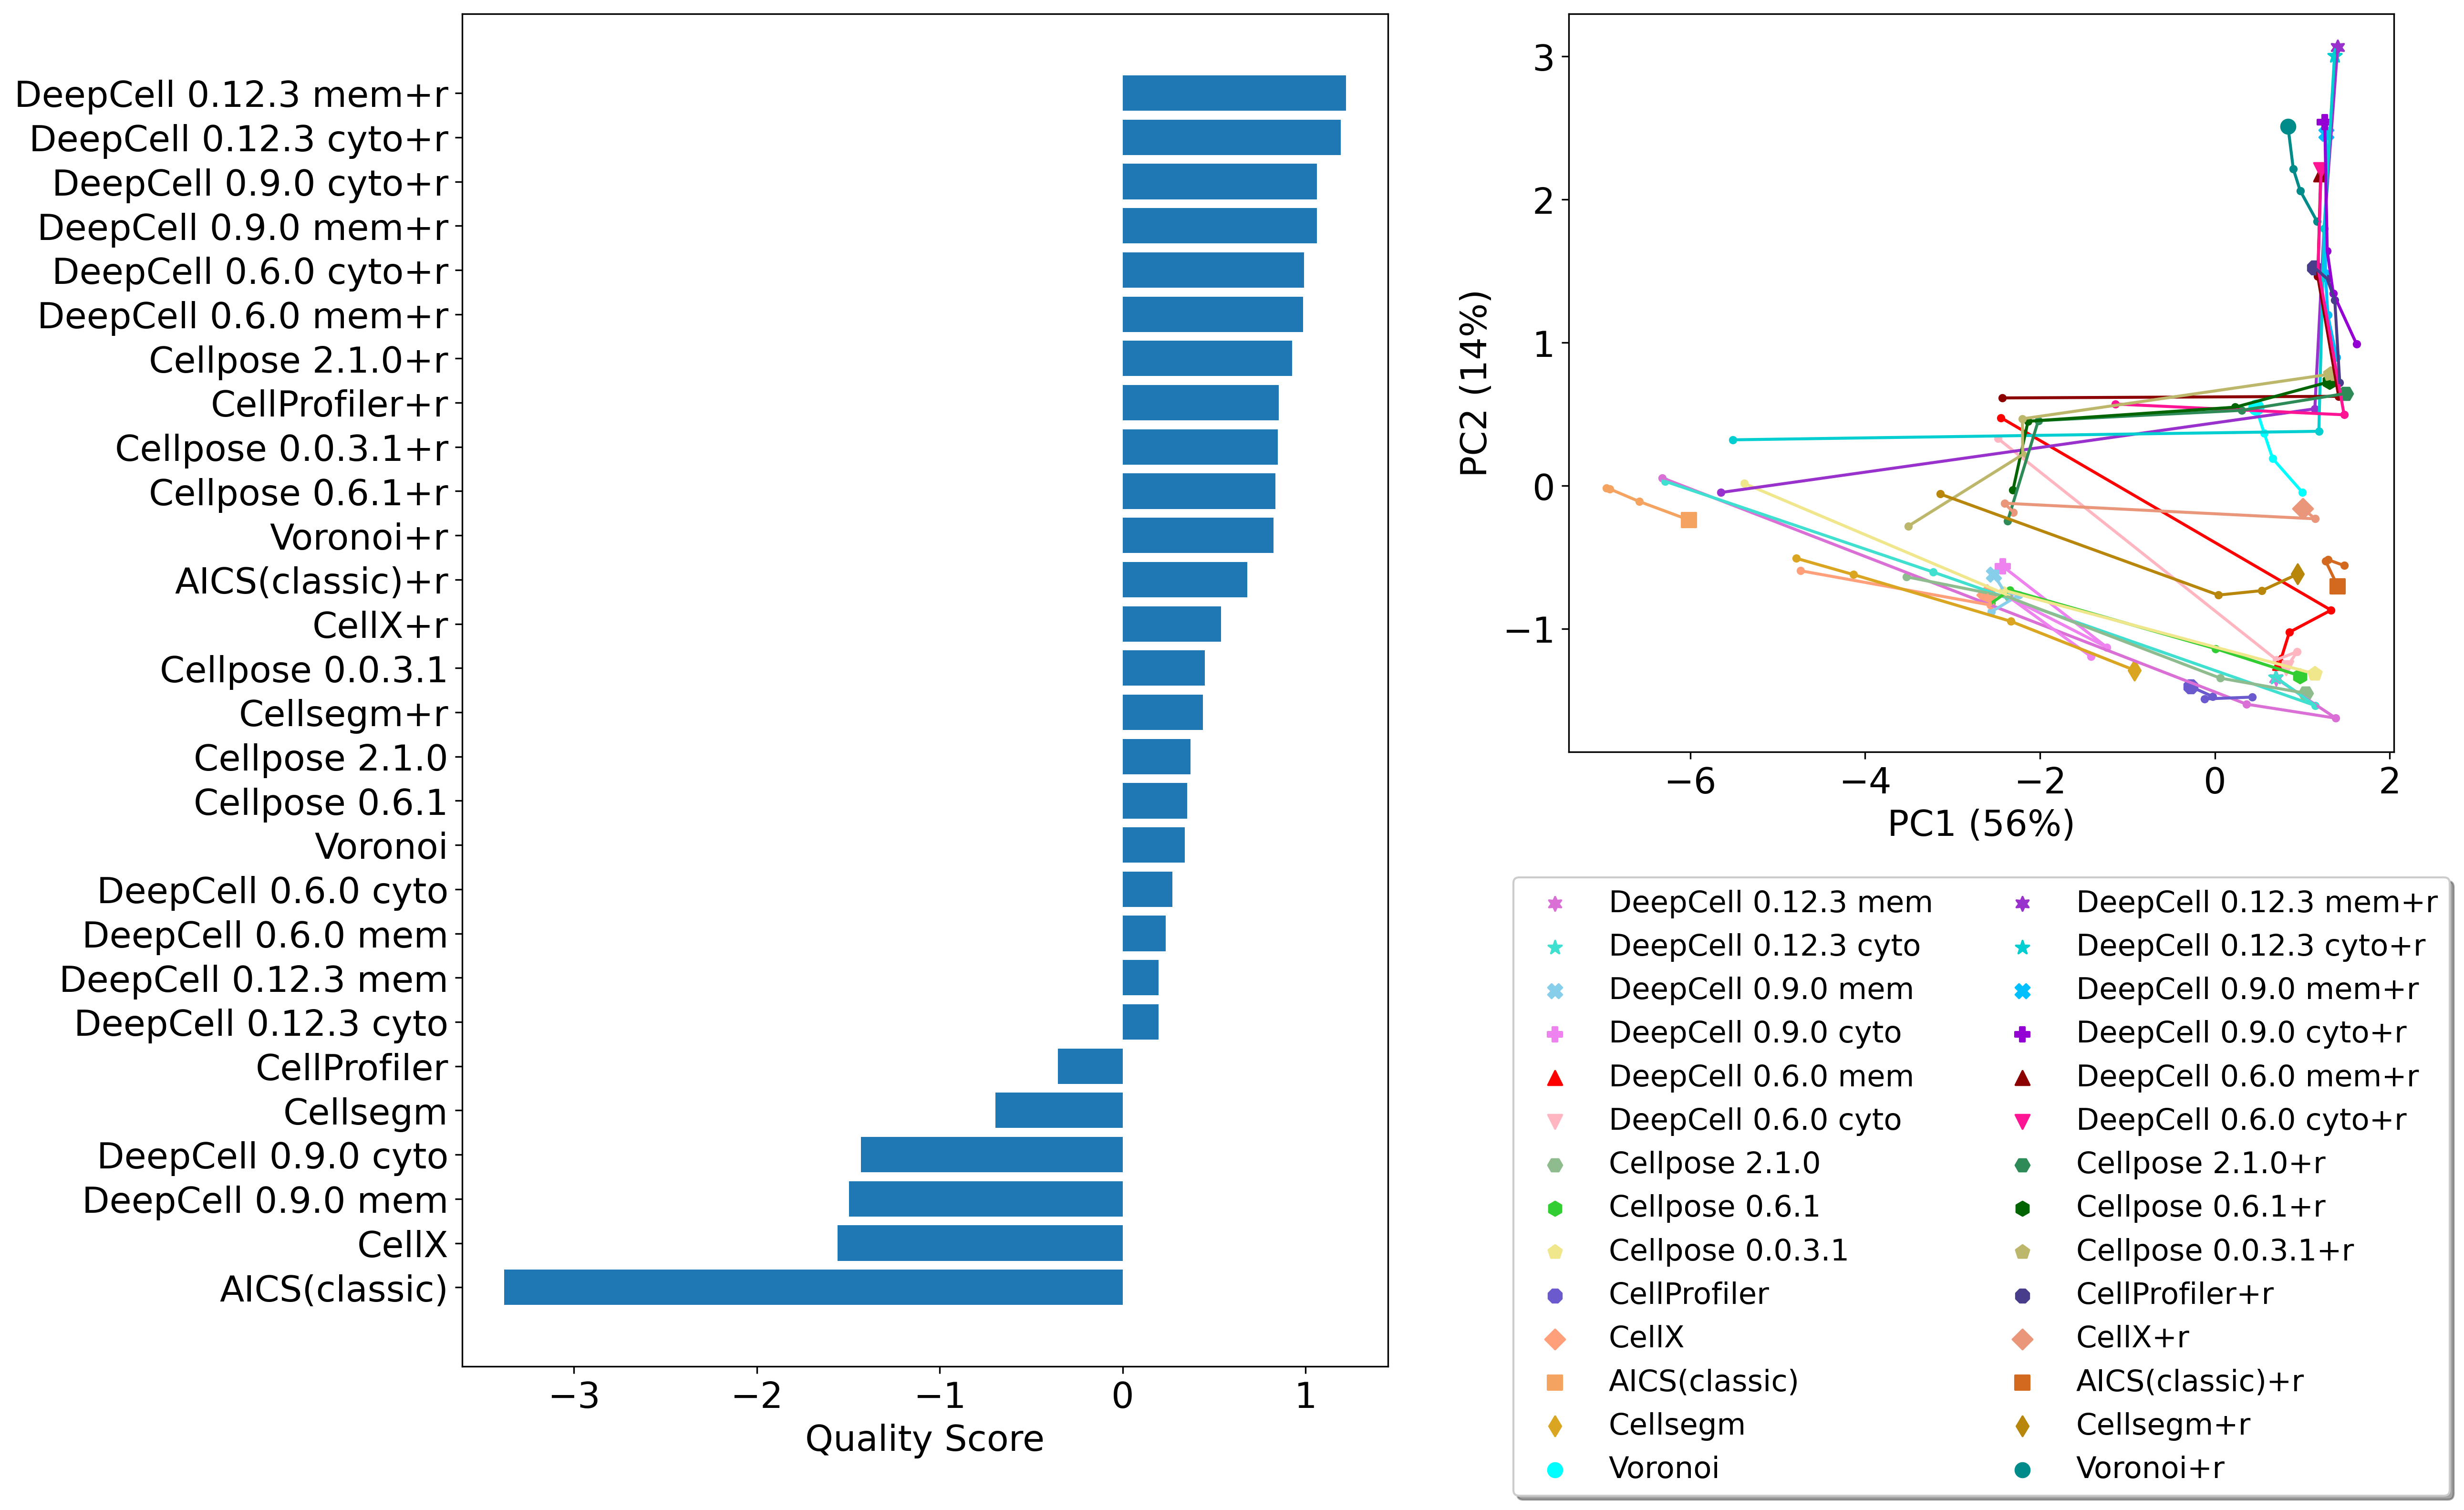 DeepCell 0.12.3 mem+r
DeepCell 0.12.3 cyto+r
DeepCell 0.9.0 cyto+r
DeepCell 0.9.0 mem+r
DeepCell 0.6.0 cyto+r
DeepCell 0.6.0 mem+r
Cellpose 2.1.0+r
CellProfiler+r
Cellpose 0.0.3.1+r
Cellpose 0.6.1+r
Voronoi+r
AICS(classic)+r
CellX+r
Cellpose 0.0.3.1
Cellsegm+r
Cellpose 2.1.0
Cellpose 0.6.1
Voronoi
DeepCell 0.6.0 cyto
DeepCell 0.6.0 mem
DeepCell 0.12.3 mem
DeepCell 0.12.3 cyto
CellProfiler
Cellsegm
DeepCell 0.9.0 cyto
DeepCell 0.9.0 mem
CellX
AICS(classic)
−3 −2 −1 0 1
Quality Score
3
2
1
0
−1
PC2 (14%)
−6 −4 −2 0 2
PC1 (56%)
DeepCell 0.12.3 mem
DeepCell 0.12.3 cyto
DeepCell 0.9.0 mem
DeepCell 0.9.0 cyto
DeepCell 0.6.0 mem
DeepCell 0.6.0 cyto
Cellpose 2.1.0
Cellpose 0.6.1
Cellpose 0.0.3.1
CellProfiler
CellX
AICS(classic)
Cellsegm
Voronoi
DeepCell 0.12.3 mem+r
DeepCell 0.12.3 cyto+r
DeepCell 0.9.0 mem+r
DeepCell 0.9.0 cyto+r
DeepCell 0.6.0 mem+r
DeepCell 0.6.0 cyto+r
Cellpose 2.1.0+r
Cellpose 0.6.1+r
Cellpose 0.0.3.1+r
CellProfiler+r
CellX+r
AICS(classic)+r
Cellsegm+r
Voronoi+r